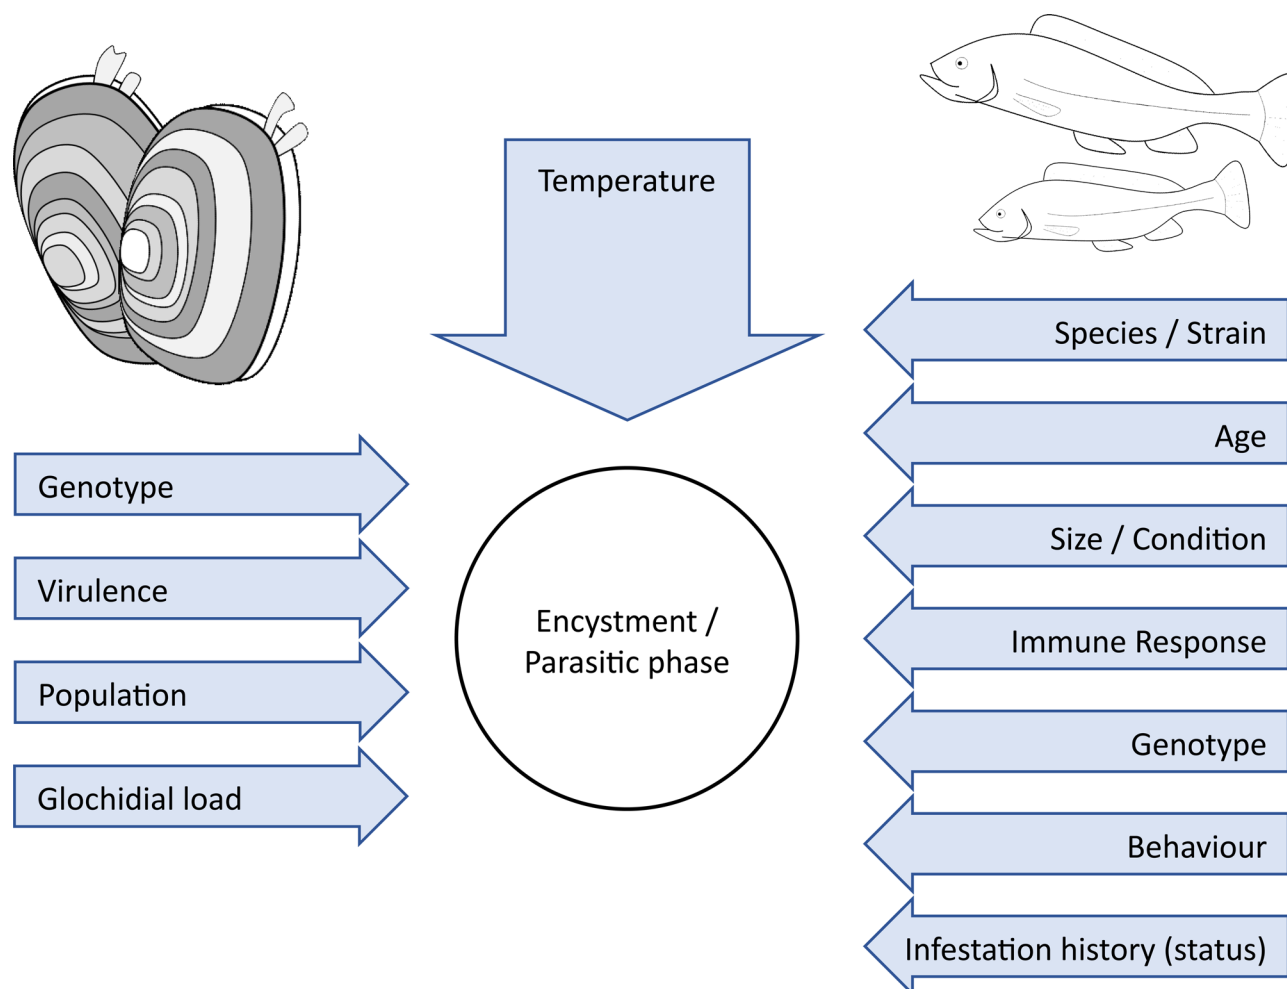 Temperature
Genotype
Virulence
Population
Glochidial load
Encystment /
Parasitic phase
Species / Strain
Age
Size / Condition
Immune Response
Genotype
Behaviour
Infestation history (status)